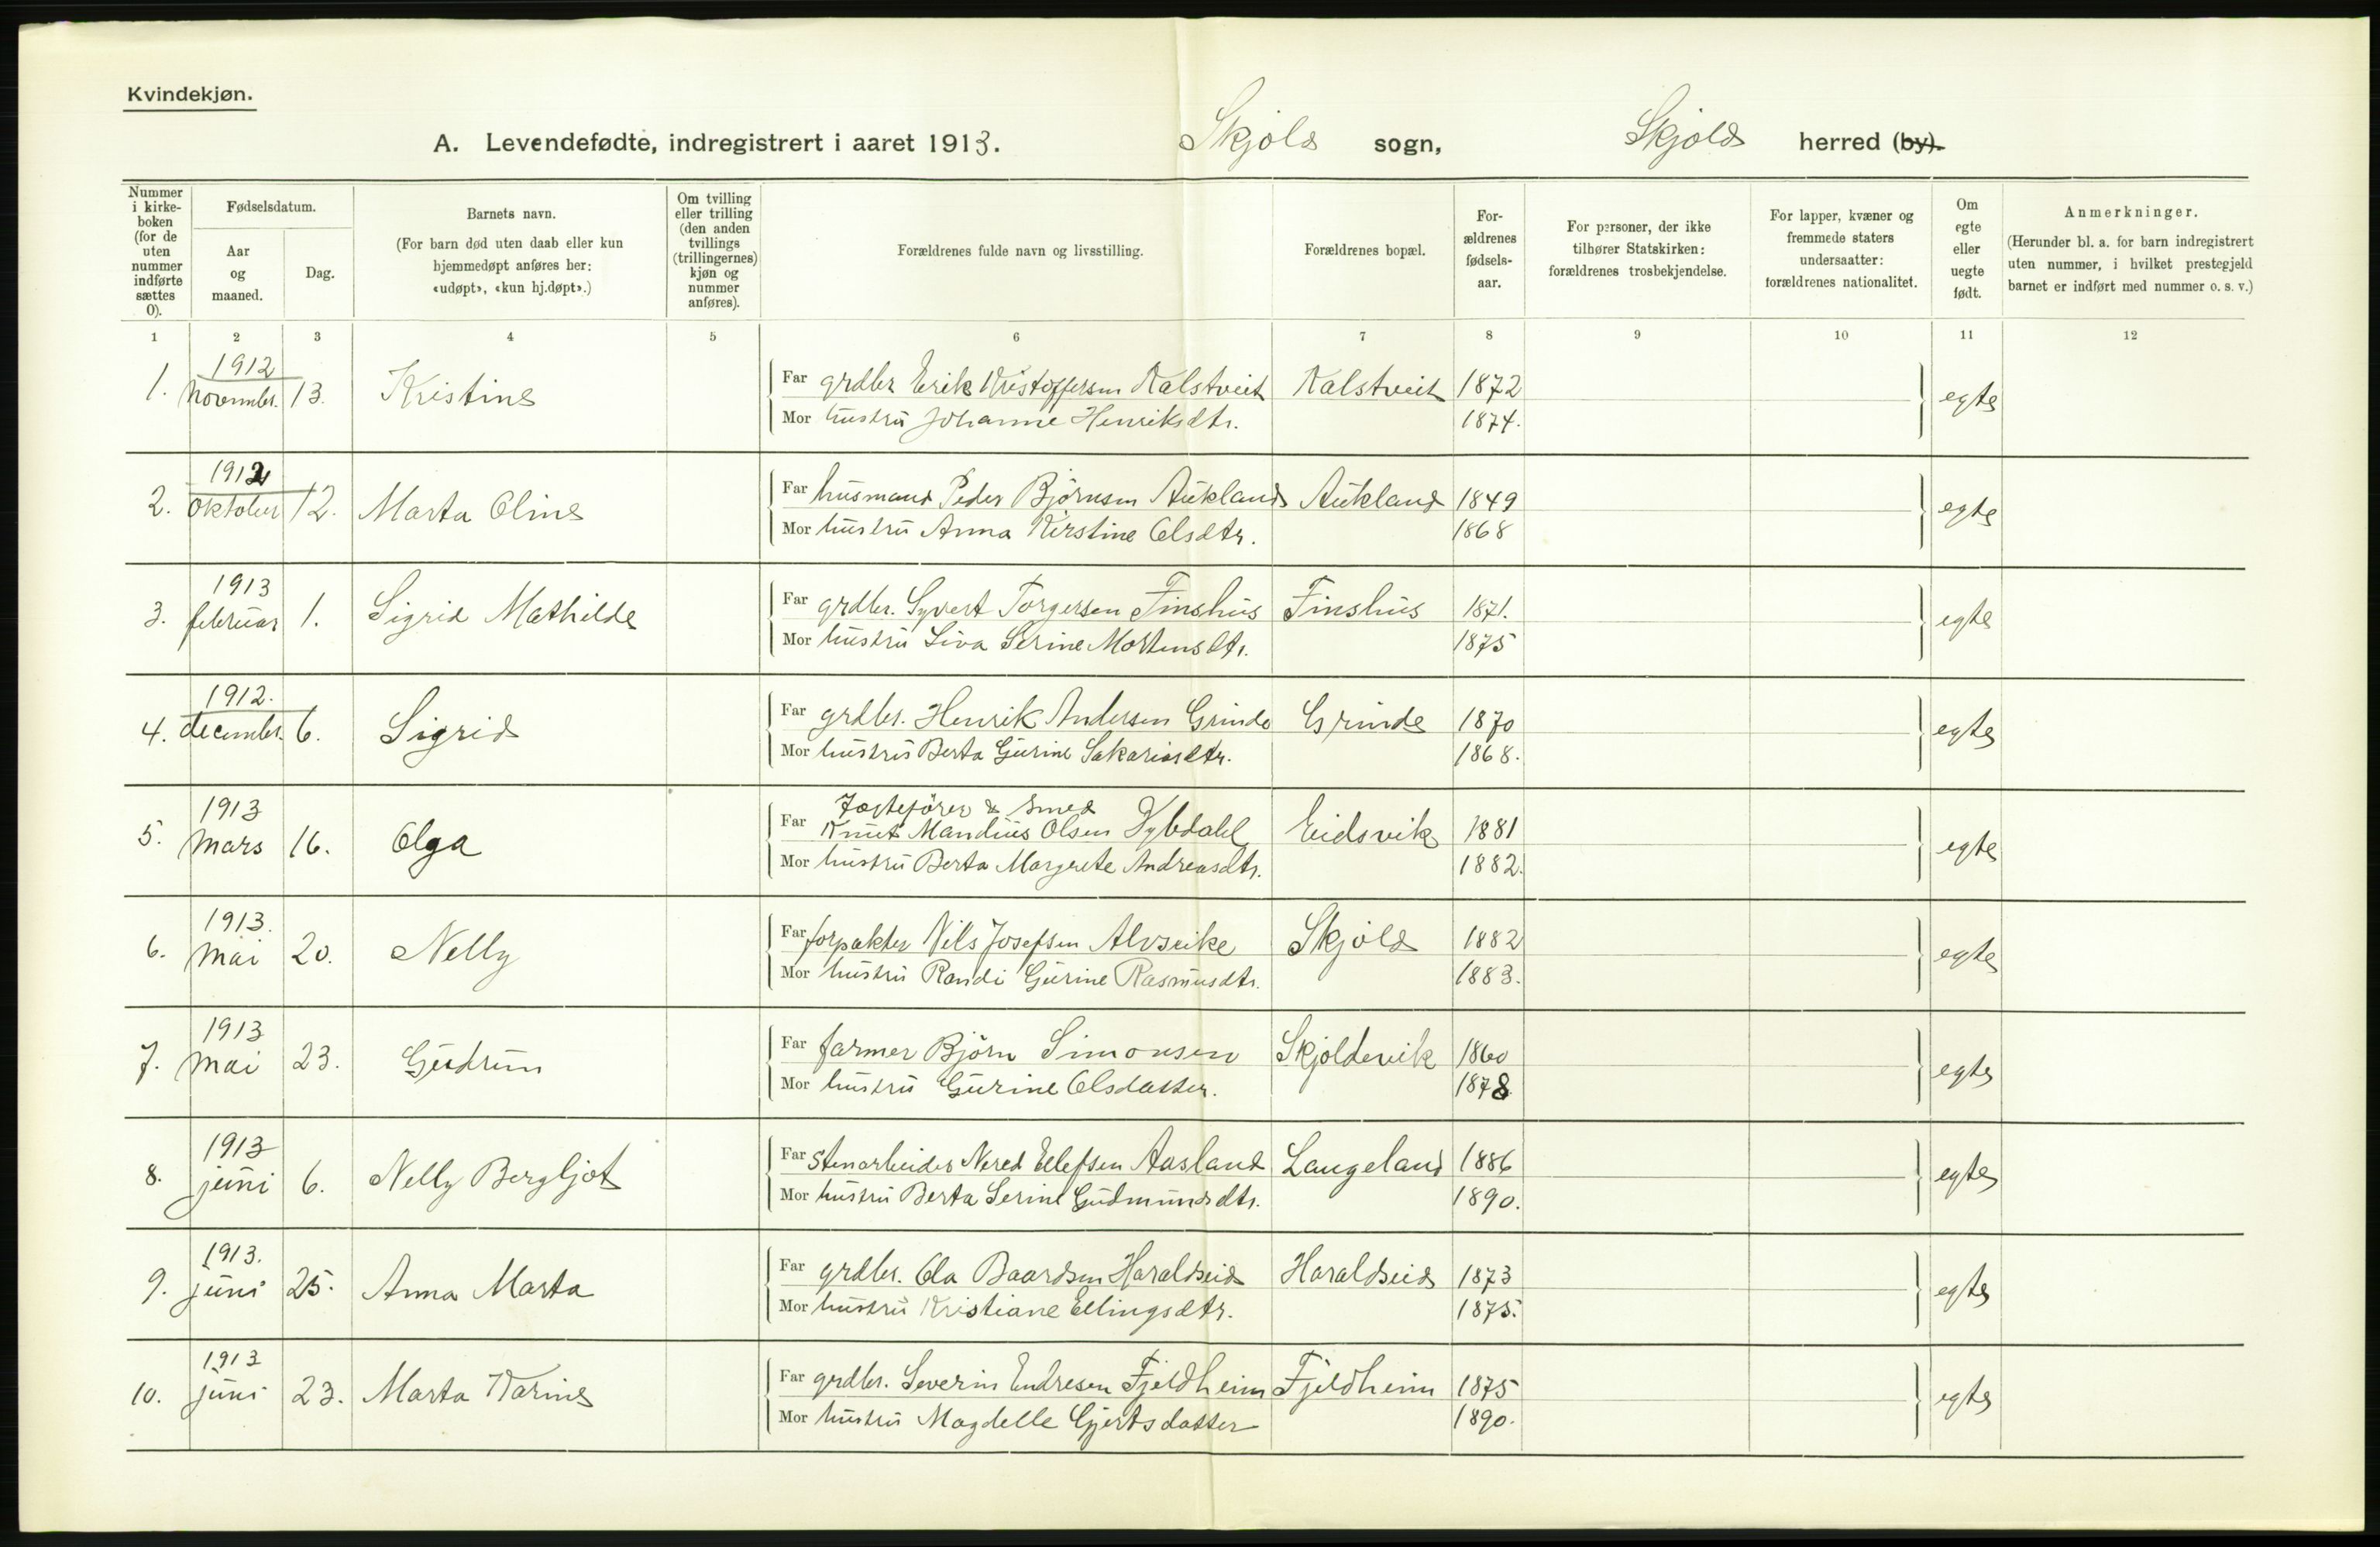 Kvindekjøn.
A. Levendefødte, indregistrert i aaret 1913. Skjold sogn, Skjold herred (by).
Nummer i kirke-boken (for de uten nummer indførte sættes 0).
Fødselsdatum.
Aar og maaned.
Dag.
Barnets navn.
(For barn død uten daab eller kun hjemmedøpt anføres her: «udøpt», «kun hj.døpt».)
Om tvilling eller trilling (den anden tvillings (trillingernes) kjøn og nummer anføres).
Forældrenes fulde navn og livsstilling.
Forældrenes bopæl.
For-ældrenes fødsels-aar.
For personer, der ikke tilhører Statskirken: forældrenes trosbekjendelse.
For lapper, kvæner og fremmede staters undersaatter: forældrenes nationalitet.
Om egte eller uegte født.
Anmerkninger.
(Herunder bl. a. for barn indregistrert uten nummer, i hvilket prestegjeld barnet er indført med nummer o. s. v.)
1 2 3 4 5 6 7 8 9 10 11 12
1. 1912 november. 13. Kristine Far grdbr Erik Kristoffersen Kalstveit Kalstveit 1872 egte
Mor hustru Johanne Henriksdtr. 1874.
2. 1912 oktober 12. Marta Oline Far husmand Peder Björnsen Aukland Aukland 1849 egte
Mor hustru Anna Kirstine Olsdtr. 1868
3. 1913 februar 1. Sigrid Mathilde Far grdbr. Syvert Torgersen Finshus Finshus 1871. egte
Mor hustru Liva Serine Mortensdtr. 1875
4. 1912. decembr. 6. Sigrid Far grdbr. Henrik Andersen Grinde Grinde 1870 egte
Mor hustru Berta Gurine Sakariasdtr. 1868.
5. 1913 mars 16. Olga Far Jægtefører & Smed
Knut Mandius Olsen Dybdahl Eidsvik 1881 egte
Mor hustru Berta Margrete Andreasdtr. 1882.
6. 1913. mai 20. Nelly Far forpakter Nils Josefsen Alvseike Skjold 1882 egte
Mor hustru Randi Gurine Rasmusdtr. 1883.
7. 1913 mai 23. Gudrun Far farmer Björn Simonsen Skjoldevik 1860 egte
Mor hustru Gurine Olsdatter. 1878
8. 1913 juni 6. Nelly Bergljot Far Stenarbeider Nered Ellefsen Aasland Langeland 1886 egte
Mor hustru Berta Serine Gudmundsdtr. 1890.
9. 1913. juni 25. Anna Marta Far grdbr. Ola Baardsen Haraldseid Haraldseid 1873 egte
Mor hustru Kristiane Ellingsdtr. 1875.
10. 1913 juni 23. Marta Karine Far grdbr. Severin Endresen Fjeldheim Fjeldheim 1875 egte
Mor hustru Magdelle Gjertsdatter 1890.